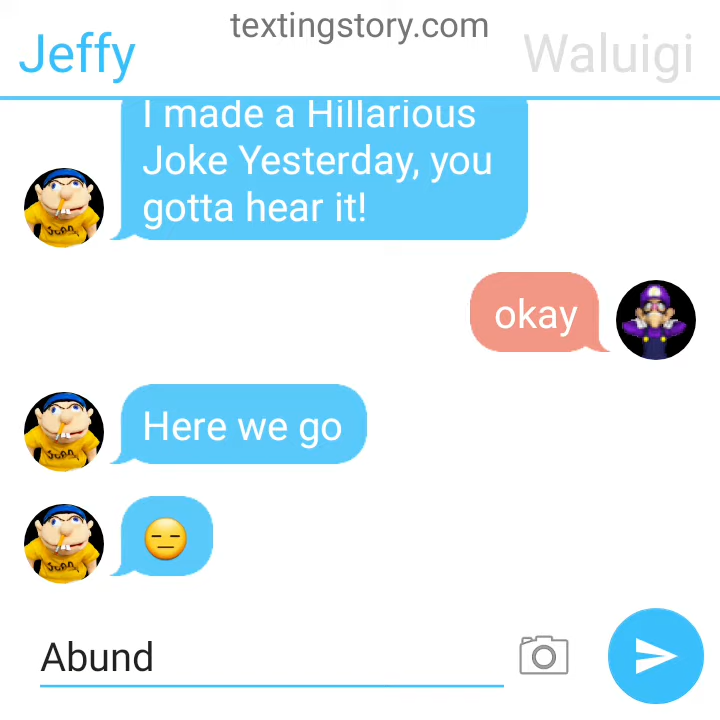 textingstory.com
Jeffy
Waluigi
I made a Hillarious
Joke Yesterday, you
gotta hear it!
okay
Here we go
😑
Abund